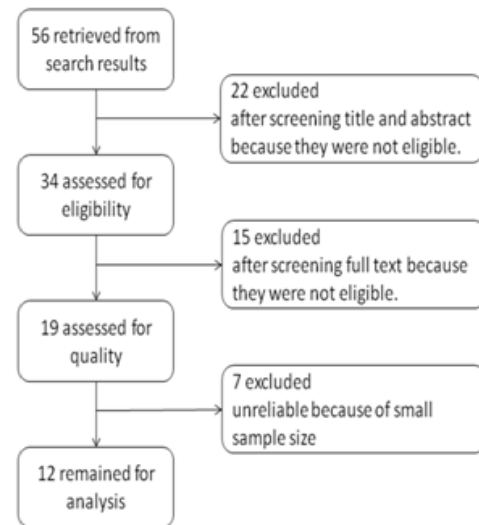 56 retrieved from
search results
22 excluded
after screening title and abstract
because they were not eligible.
34 assessed for
eligibility
15 excluded
after screening full text because
they were not eligible.
19 assessed for
quality
7 excluded
unreliable because of small
sample size
12 remained for
analysis